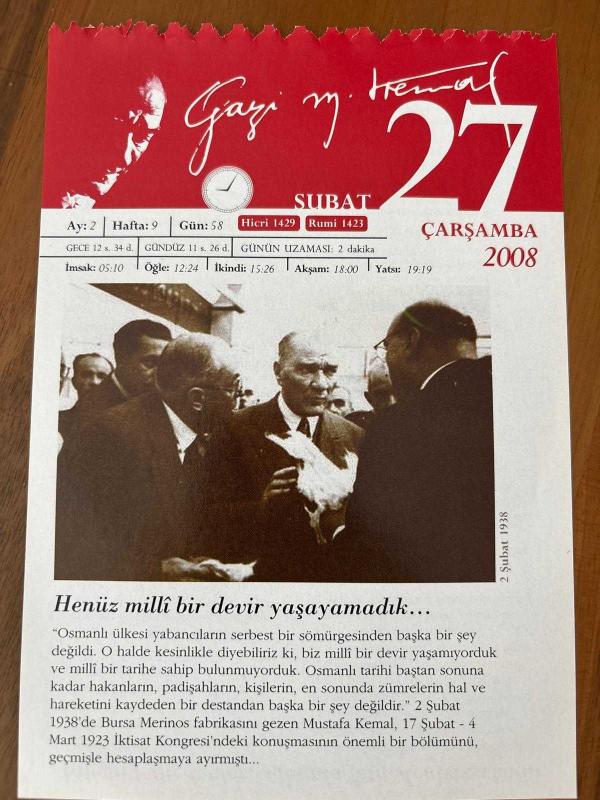 Gazi M. Kemal
SUBAT 27
ÇARŞAMBA
2008
Ay: 2 Hafta: 9 Gün: 58 Hicri 1429 Rumi 1423
GECE 12 s. 34 d. GÜNDÜZ 11 s. 26 d. GÜNÜN UZAMASI: 2 dakika
İmsak: 05:10 Öğle: 12:24 İkindi: 15:26 Akşam: 18:00 Yatsı: 19:19
2 Şubat 1938
Henüz millî bir devir yaşayamadık...
“Osmanlı ülkesi yabancıların serbest bir sömürgesinden başka bir şey
değildi. O halde kesinlikle diyebiliriz ki, biz millî bir devir yaşamıyorduk
ve millî bir tarihe sahip bulunmuyorduk. Osmanlı tarihi baştan sonuna
kadar hakanların, padişahların, kişilerin, en sonunda zümrelerin hal ve
hareketini kaydeden bir destandan başka bir şey değildir.” 2 Şubat
1938’de Bursa Merinos fabrikasını gezen Mustafa Kemal, 17 Şubat - 4
Mart 1923 İktisat Kongresi’ndeki konuşmasının önemli bir bölümünü,
geçmişle hesaplaşmaya ayırmıştı...